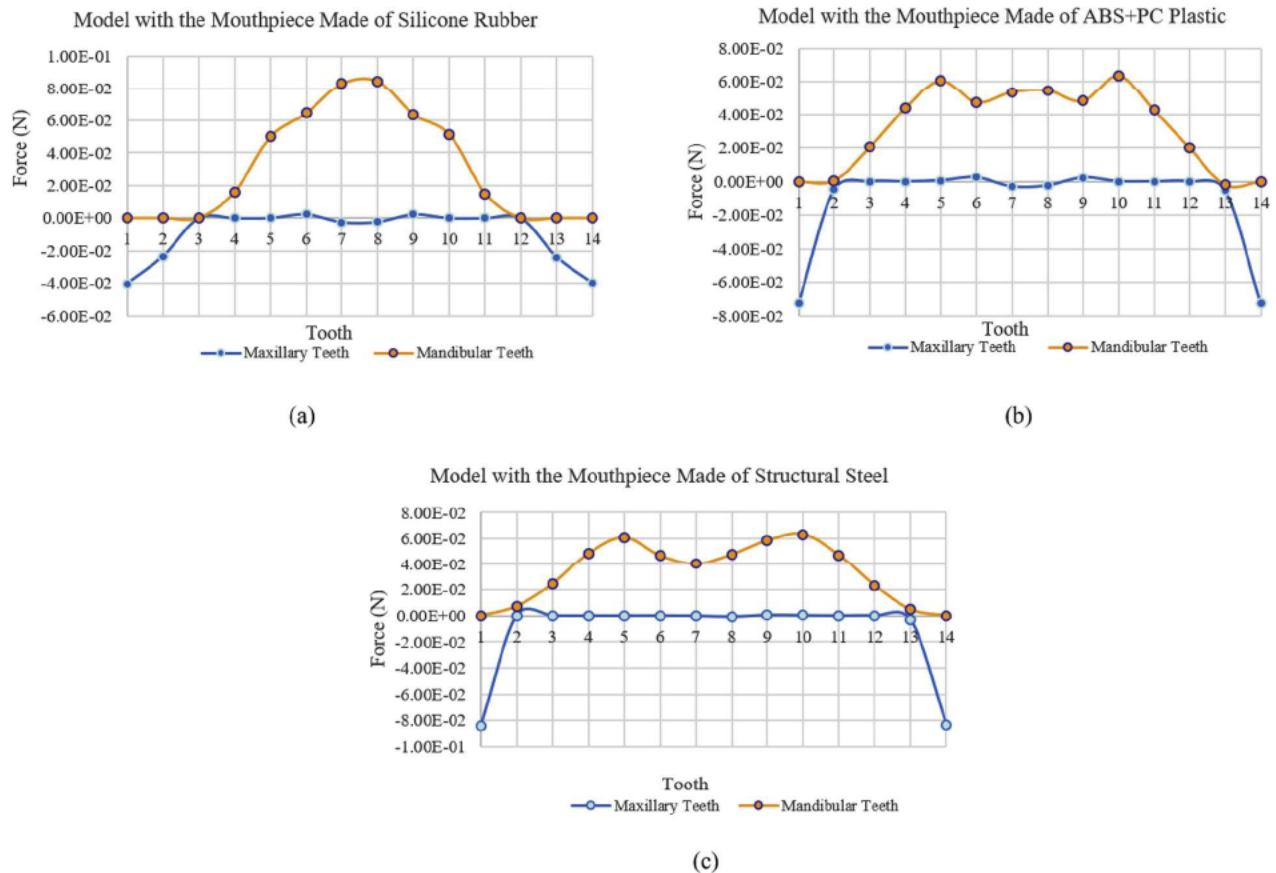 Model with the Mouthpiece Made of Silicone Rubber
1.00E-01
8.00E-02
6.00E-02
4.00E-02
2.00E-02
0.00E+00
-2.00E-02
-4.00E-02
-6.00E-02
Force (N)
1 2 3 4 5 6 7 8 9 10 11 12 13 14
Tooth
Maxillary Teeth Mandibular Teeth
(a)
Model with the Mouthpiece Made of ABS+PC Plastic
8.00E-02
6.00E-02
4.00E-02
2.00E-02
0.00E+00
-2.00E-02
-4.00E-02
-6.00E-02
-8.00E-02
Force (N)
1 2 3 4 5 6 7 8 9 10 11 12 13 14
Tooth
Maxillary Teeth Mandibular Teeth
(b)
Model with the Mouthpiece Made of Structural Steel
8.00E-02
6.00E-02
4.00E-02
2.00E-02
0.00E+00
-2.00E-02
-4.00E-02
-6.00E-02
-8.00E-02
-1.00E-01
Force (N)
1 2 3 4 5 6 7 8 9 10 11 12 13 14
Tooth
Maxillary Teeth Mandibular Teeth
(c)